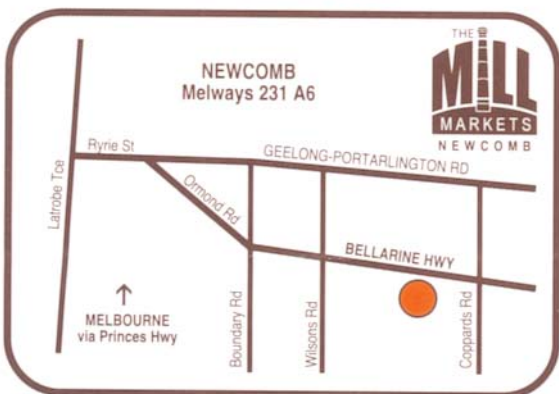 NEWCOMB
Melways 231 A6
THE
MILL
MARKETS
NEWCOMB
Ryrie St
GEELONG-PORTARLINGTON RD
Latrobe Tce
Ormond Rd
BELLARINE HWY
MELBOURNE
via Princes Hwy
Boundary Rd
Wilsons Rd
Coppards Rd